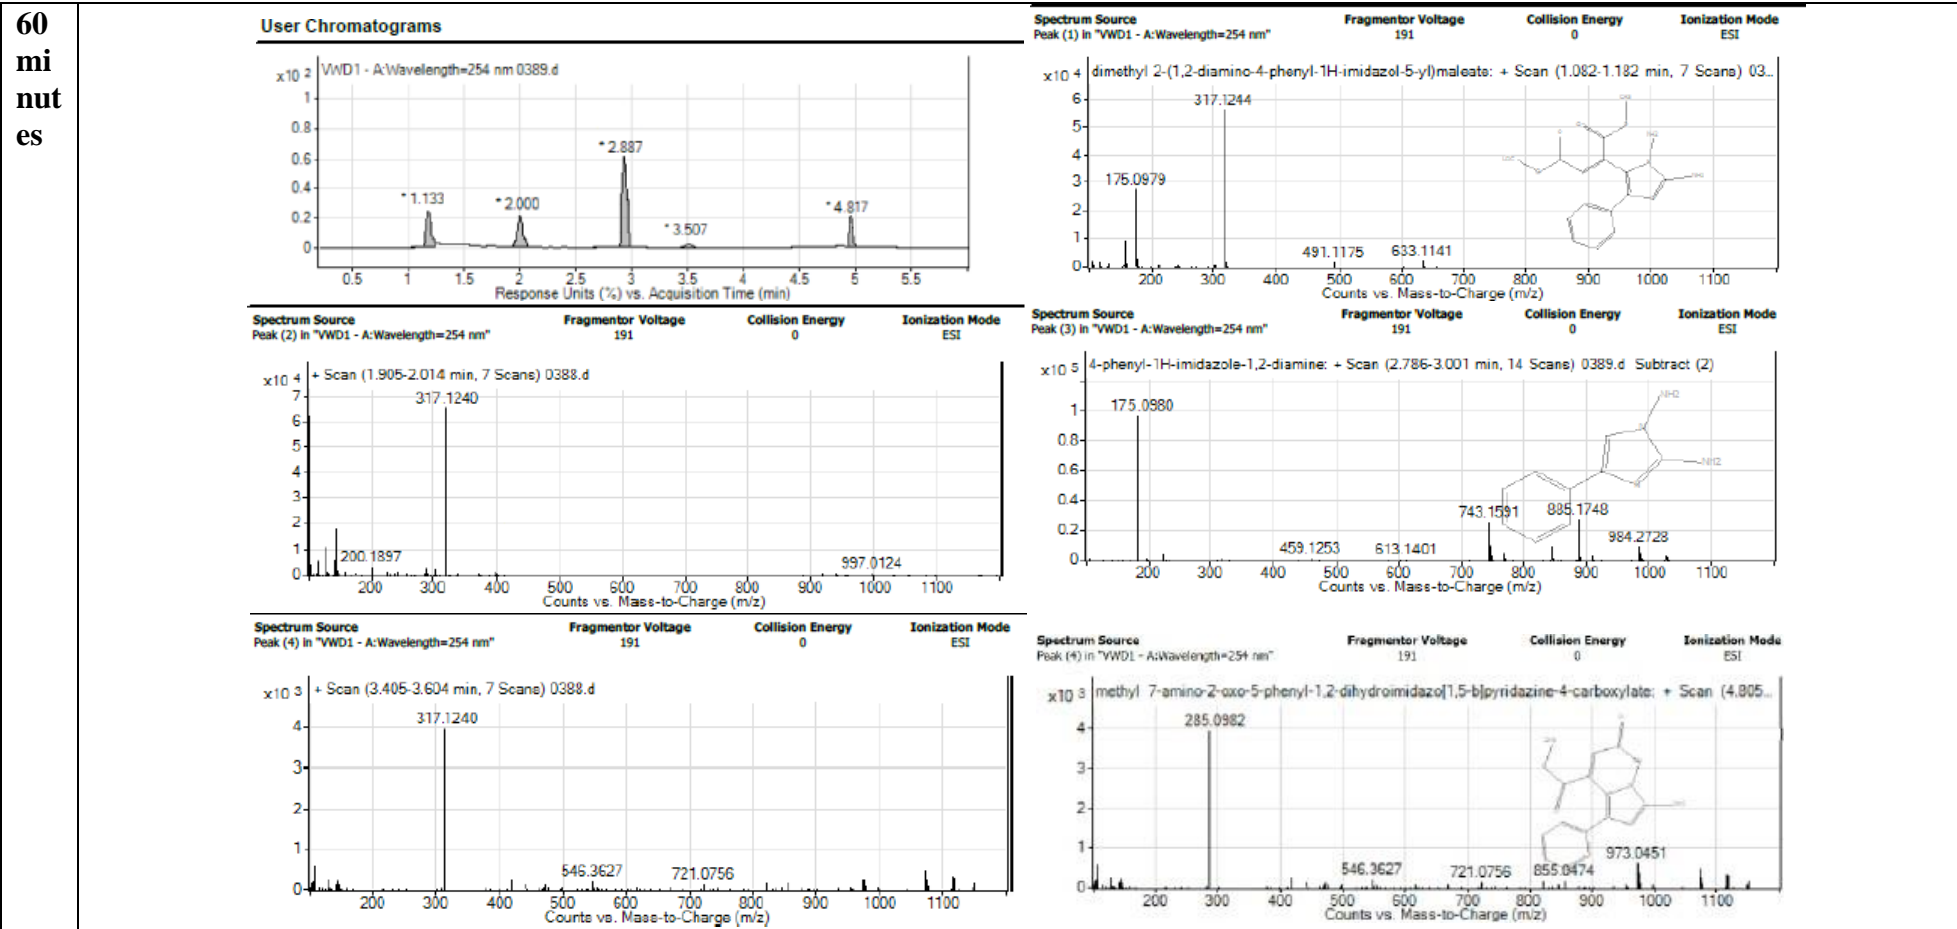 60
mi
nut
es
User Chromatograms
x10 2 VWD1 - A:Wavelength=254 nm 0389.d
1
0.8
0.6
0.4
0.2
0
* 1.133
* 2.000
* 2.887
* 3.507
* 4.817
0.5 1 1.5 2 2.5 3 3.5 4 4.5 5 5.5
Response Units (%) vs. Acquisition Time (min)
Spectrum Source Fragmentor Voltage Collision Energy Ionization Mode
Peak (1) in "VWD1 - A:Wavelength=254 nm" 191 0 ESI
x10 4 dimethyl 2-(1,2-diamino-4-phenyl-1H-imidazol-5-yl)maleate: + Scan (1.082-1.182 min, 7 Scans) 03...
6
5
4
3
2
1
0
317.1244
175.0979
491.1175
633.1141
NH2
200 300 400 500 600 700 800 900 1000 1100
Counts vs. Mass-to-Charge (m/z)
Spectrum Source Fragmentor Voltage Collision Energy Ionization Mode
Peak (2) in "VWD1 - A:Wavelength=254 nm" 191 0 ESI
x10 4 + Scan (1.905-2.014 min, 7 Scans) 0388.d
7
6
5
4
3
2
1
0
317.1240
200.1897
997.0124
200 300 400 500 600 700 800 900 1000 1100
Counts vs. Mass-to-Charge (m/z)
Spectrum Source Fragmentor Voltage Collision Energy Ionization Mode
Peak (3) in "VWD1 - A:Wavelength=254 nm" 191 0 ESI
x10 5 4-phenyl-1H-imidazole-1,2-diamine: + Scan (2.786-3.001 min, 14 Scans) 0389.d Subtract (2)
1
0.8
0.6
0.4
0.2
0
175.0980
NH2
NH2
743.1591
885.1748
984.2728
459.1253
613.1401
200 300 400 500 600 700 800 900 1000 1100
Counts vs. Mass-to-Charge (m/z)
Spectrum Source Fragmentor Voltage Collision Energy Ionization Mode
Peak (4) in "VWD1 - A:Wavelength=254 nm" 191 0 ESI
x10 3 + Scan (3.405-3.604 min, 7 Scans) 0388.d
4
3
2
1
0
317.1240
546.3627
721.0756
200 300 400 500 600 700 800 900 1000 1100
Counts vs. Mass-to-Charge (m/z)
Spectrum Source Fragmentor Voltage Collision Energy Ionization Mode
Peak (4) in "VWD1 - A:Wavelength=254 nm" 191 0 ESI
x10 3 methyl 7-amino-2-oxo-5-phenyl-1,2-dihydroimidazo[1,5-b]pyridazine-4-carboxylate: + Scan (4.805...
4
3
2
1
0
285.0982
546.3627
721.0756
855.0474
973.0451
200 300 400 500 600 700 800 900 1000 1100
Counts vs. Mass-to-Charge (m/z)